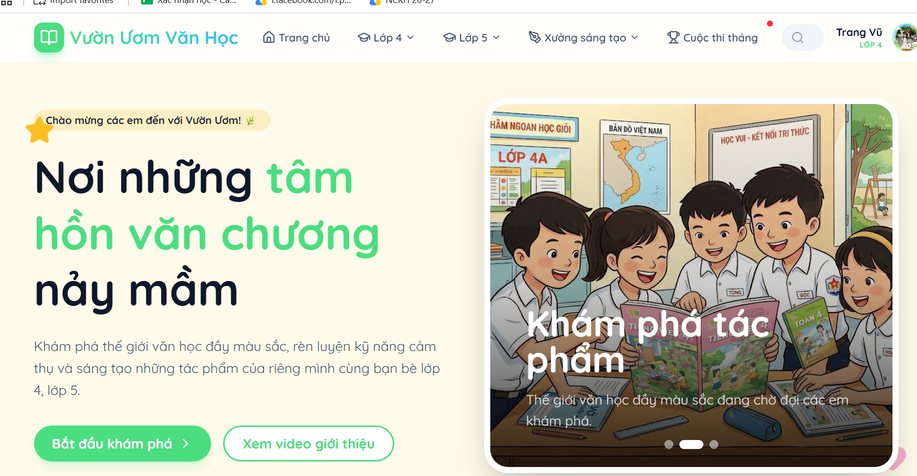 Import favorites
Xác nhận học - Ca...
NCKH 26-27
Vườn Ươm Văn Học
Trang chủ
Lớp 4
Lớp 5
Xưởng sáng tạo
Cuộc thi tháng
Trang Vũ
LỚP 4
Chào mừng các em đến với Vườn Ươm!
Nơi những tâm
hồn văn chương
nảy mầm
Khám phá thế giới văn học đầy màu sắc, rèn luyện kỹ năng cảm
thụ và sáng tạo những tác phẩm của riêng mình cùng bạn bè lớp
4, lớp 5.
Bắt đầu khám phá
Xem video giới thiệu
HĂM NGOAN HỌC GIỎI
LỚP 4A
BẢN ĐỒ VIỆT NAM
HỌC VUI - KẾT NỐI TRI THỨC
TÙNG
TOÁN 4
Khám phá tác
phẩm
Thế giới văn học đầy màu sắc đang chờ đợi các em
khám phá.